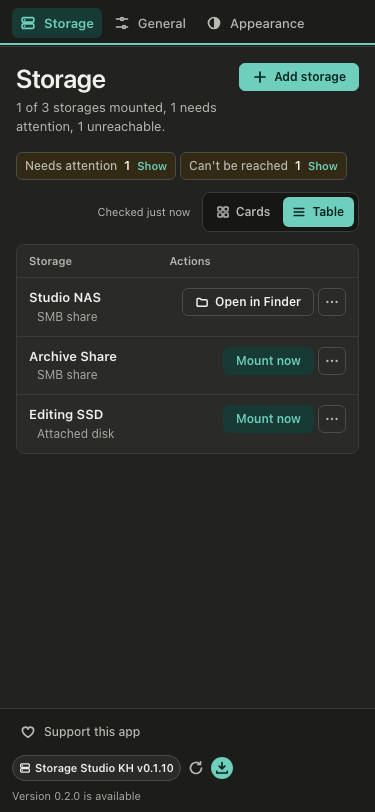 Storage General Appearance
Storage
Add storage
1 of 3 storages mounted, 1 needs
attention, 1 unreachable.
Needs attention 1 Show Can't be reached 1 Show
Checked just now Cards Table
Storage Actions
Studio NAS
SMB share
Open in Finder
Archive Share
SMB share
Mount now
Editing SSD
Attached disk
Mount now
Support this app
Storage Studio KH v0.1.10
Version 0.2.0 is available